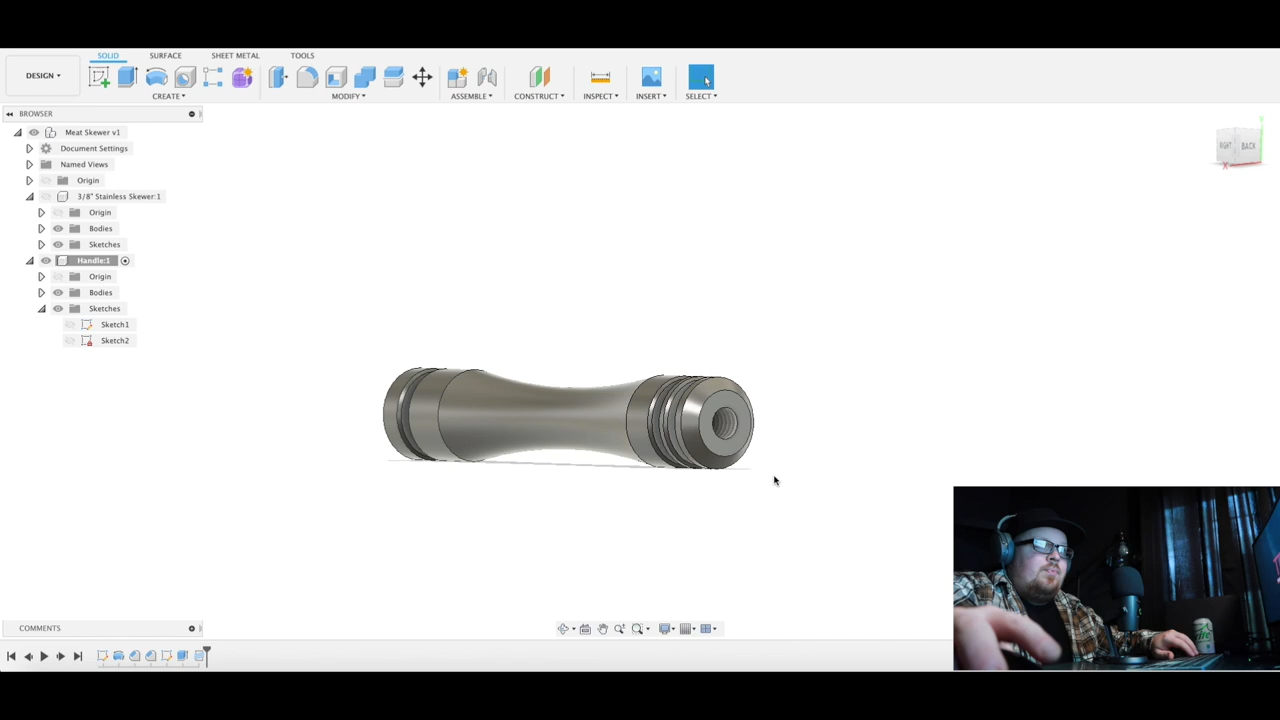 SOLID SURFACE SHEET METAL TOOLS
DESIGN
CREATE MODIFY ASSEMBLE CONSTRUCT INSPECT INSERT SELECT
BROWSER
Meat Skewer v1
Document Settings
Named Views
Origin
3/8" Stainless Skewer:1
Origin
Bodies
Sketches
Handle:1
Origin
Bodies
Sketches
Sketch1
Sketch2
RIGHT BACK
Y
X
COMMENTS